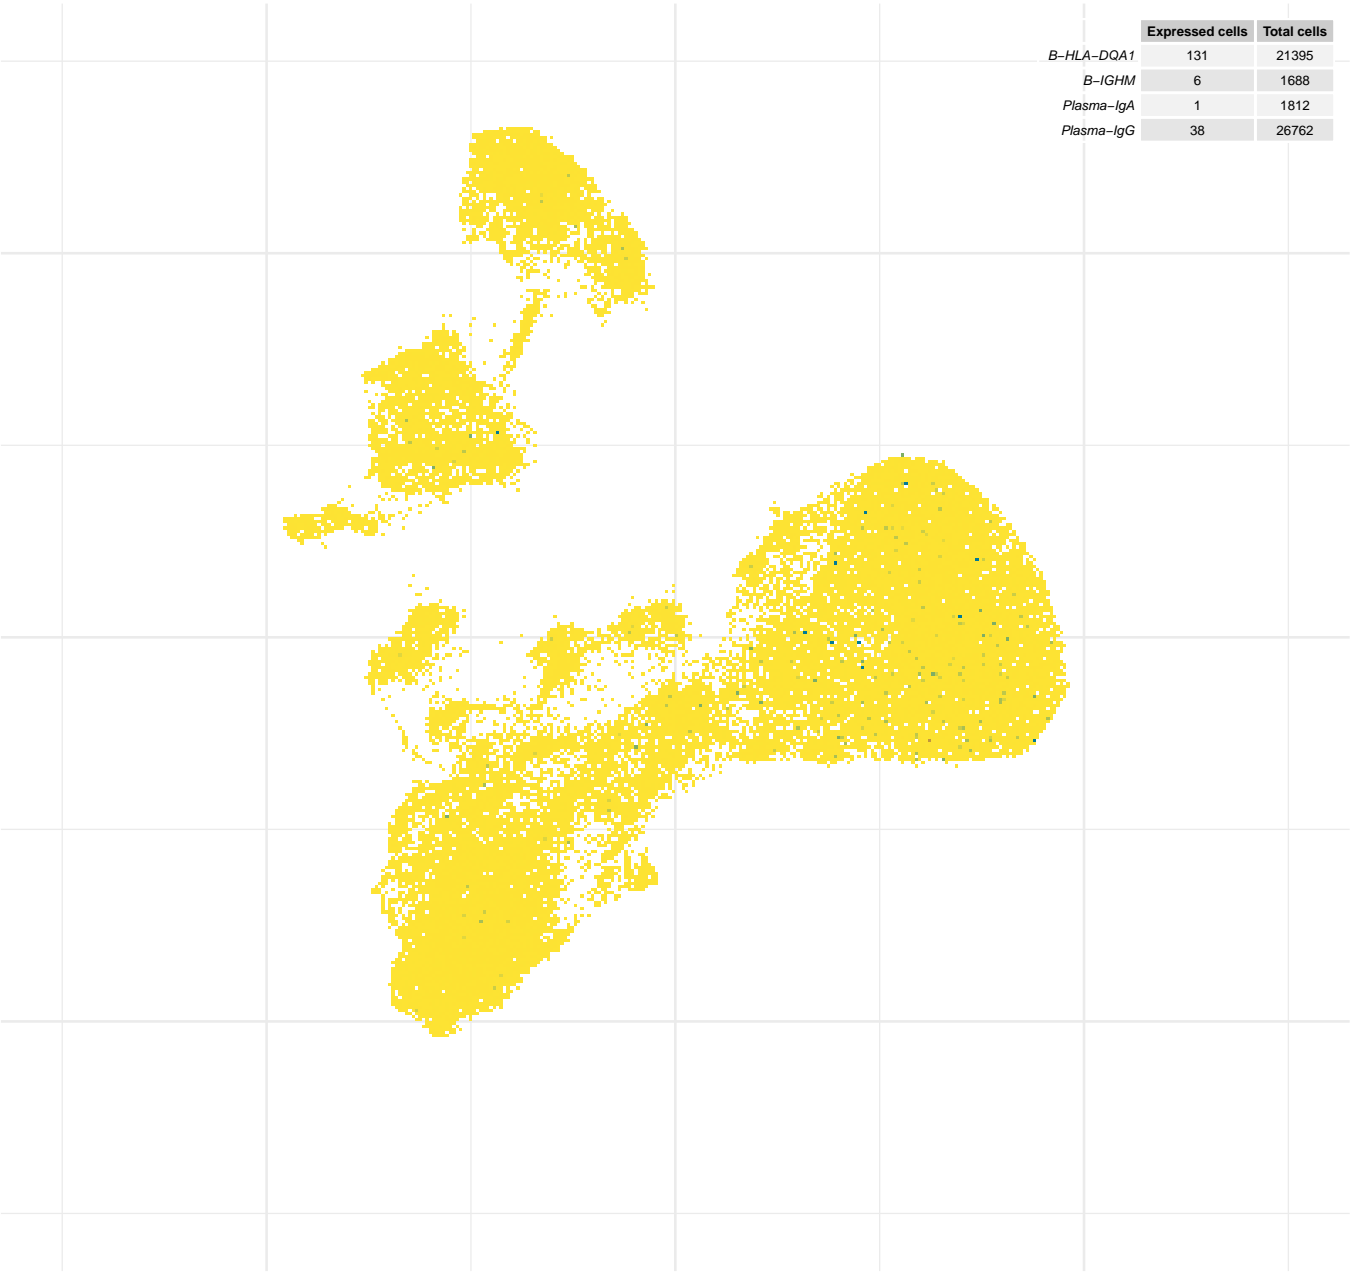 Expressed cells Total cells
B−HLA−DQA1 131 21395
B−IGHM 6 1688
Plasma−IgA 1 1812
Plasma−IgG 38 26762